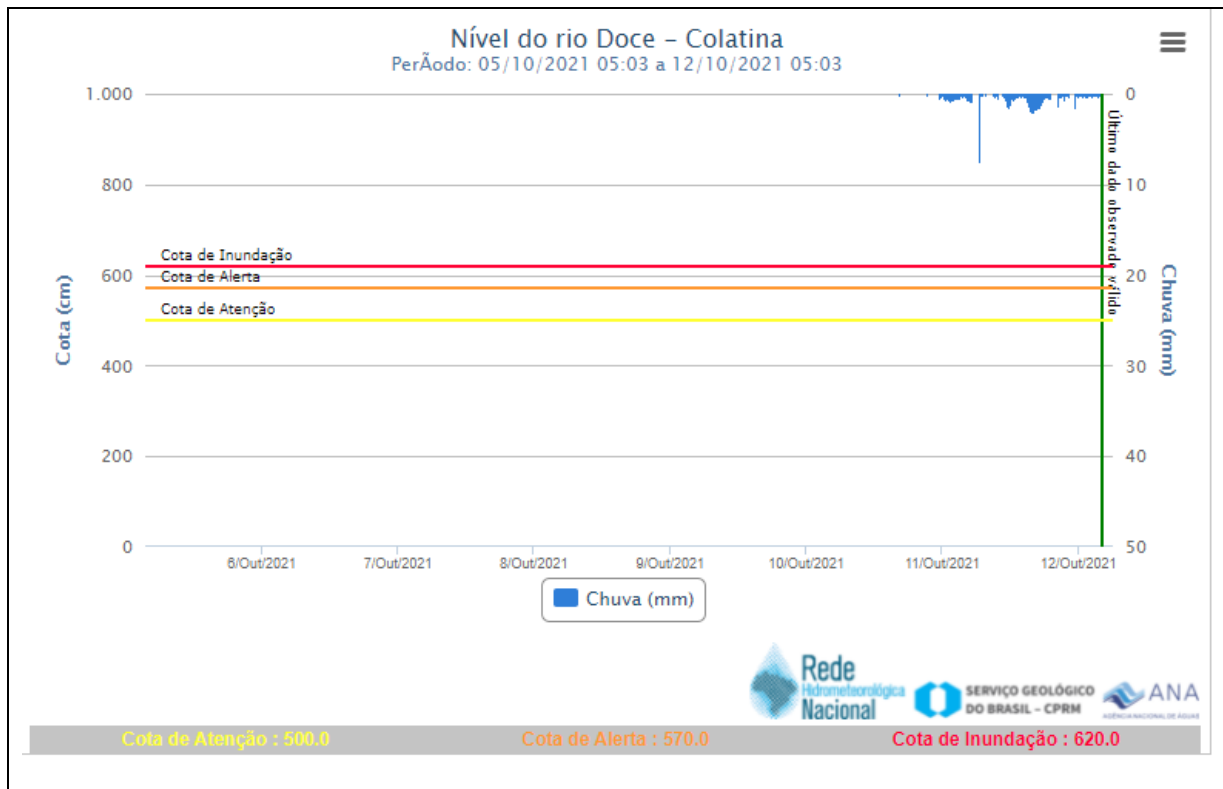 Nível do rio Doce – Colatina
PerÃodo: 05/10/2021 05:03 a 12/10/2021 05:03
1.000
800
600
400
200
0
Cota (cm)
0
10
20
30
40
50
Chuva (mm)
Último dado observado válido
Cota de Inundação
Cota de Alerta
Cota de Atenção
6/Out/2021
7/Out/2021
8/Out/2021
9/Out/2021
10/Out/2021
11/Out/2021
12/Out/2021
Chuva (mm)
Rede
Hidrometeorológica
Nacional
SERVIÇO GEOLÓGICO
DO BRASIL – CPRM
ANA
AGÊNCIA NACIONAL DE ÁGUAS
Cota de Atenção : 500.0
Cota de Alerta : 570.0
Cota de Inundação : 620.0